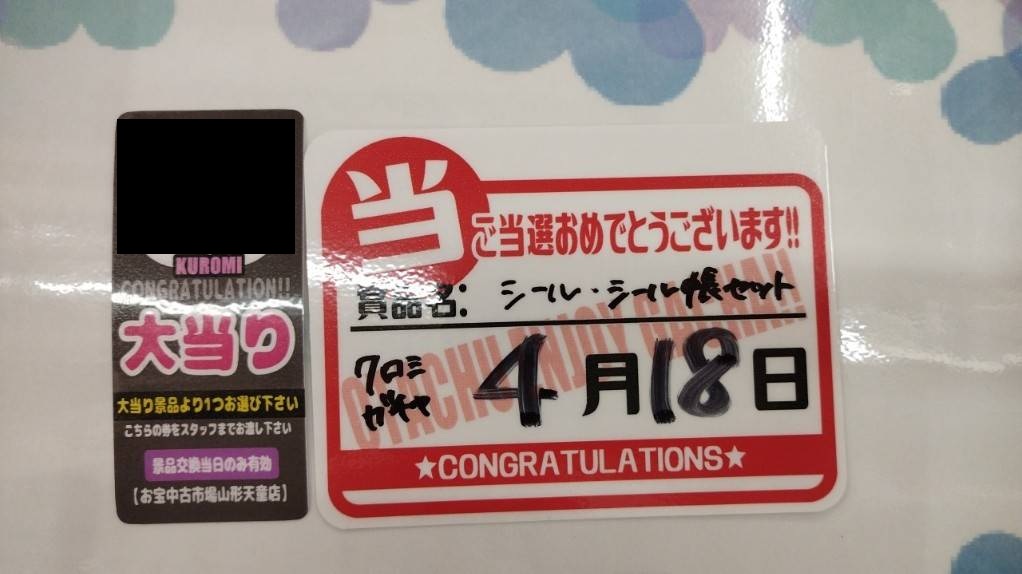 KUROMI
CONGRATULATION!!
大当り
大当り景品より1つお選び下さい
こちらの券をスタッフまでお渡し下さい
景品交換当日のみ有効
【お宝中古市場山形天童店】
当
ご当選おめでとうございます!!
賞品名: シール・シール帳セット
クロミ
ガチャ
4月18日
★CONGRATULATIONS★